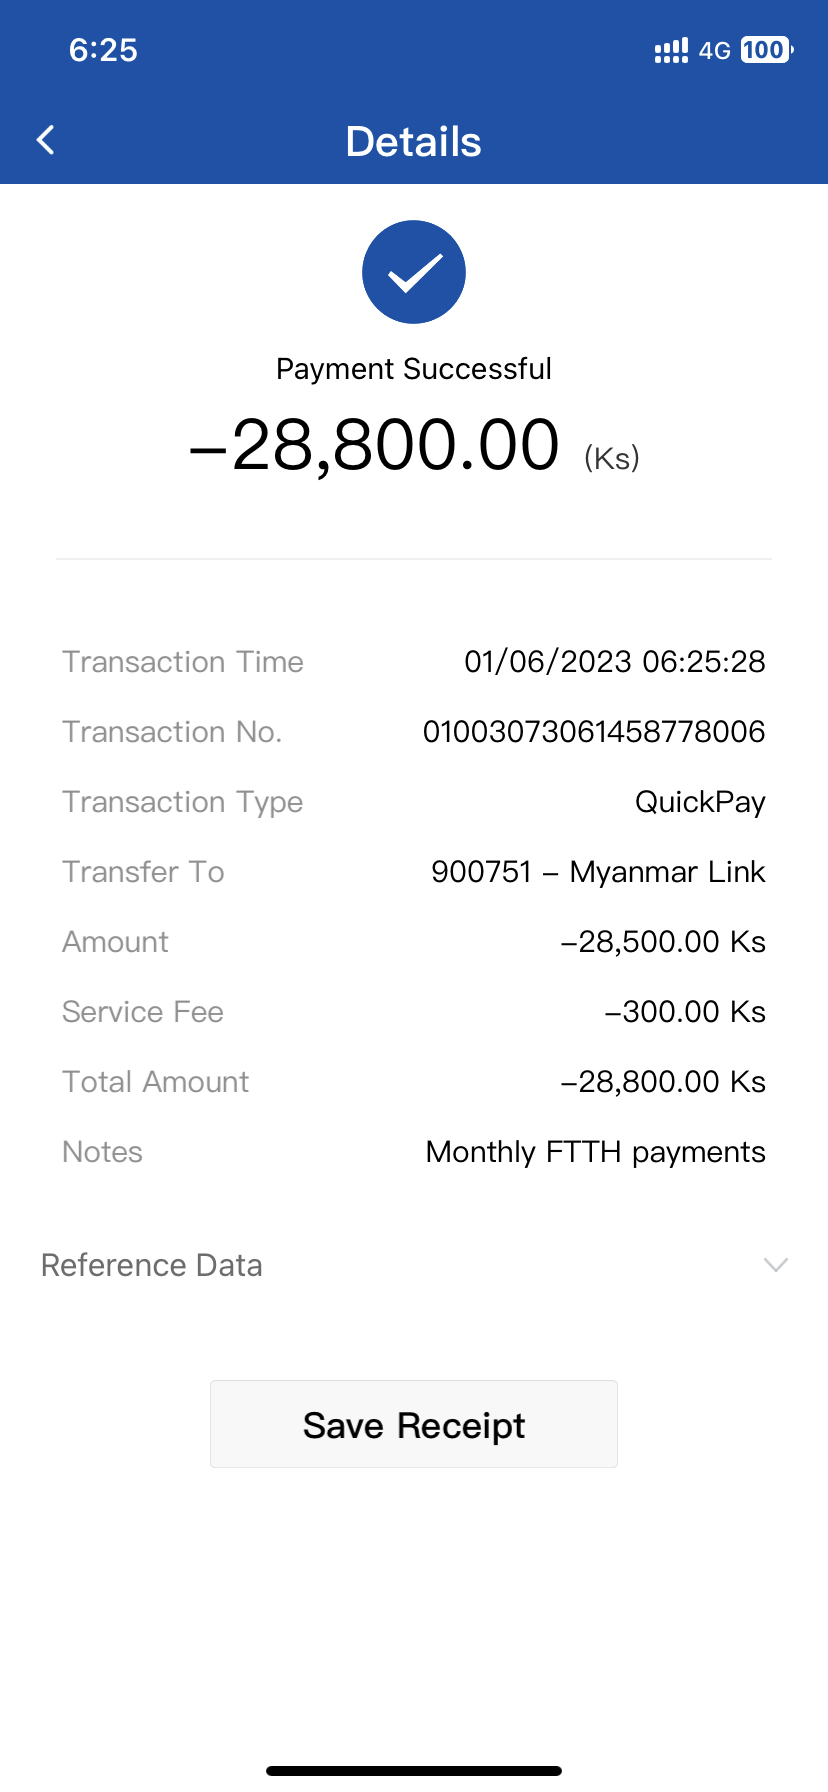 6:25
4G 100
Details
Payment Successful
-28,800.00 (Ks)
Transaction Time 01/06/2023 06:25:28
Transaction No. 01003073061458778006
Transaction Type QuickPay
Transfer To 900751 - Myanmar Link
Amount -28,500.00 Ks
Service Fee -300.00 Ks
Total Amount -28,800.00 Ks
Notes Monthly FTTH payments
Reference Data
Save Receipt